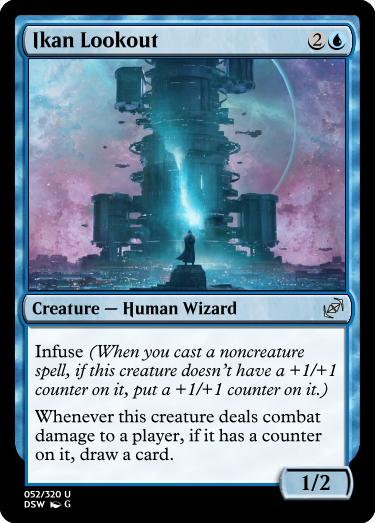 Ikan Lookout 2
Creature — Human Wizard
Infuse (When you cast a noncreature
spell, if this creature doesn't have a +1/+1
counter on it, put a +1/+1 counter on it.)
Whenever this creature deals combat
damage to a player, if it has a counter
on it, draw a card.
1/2
052/320 U
DSW G